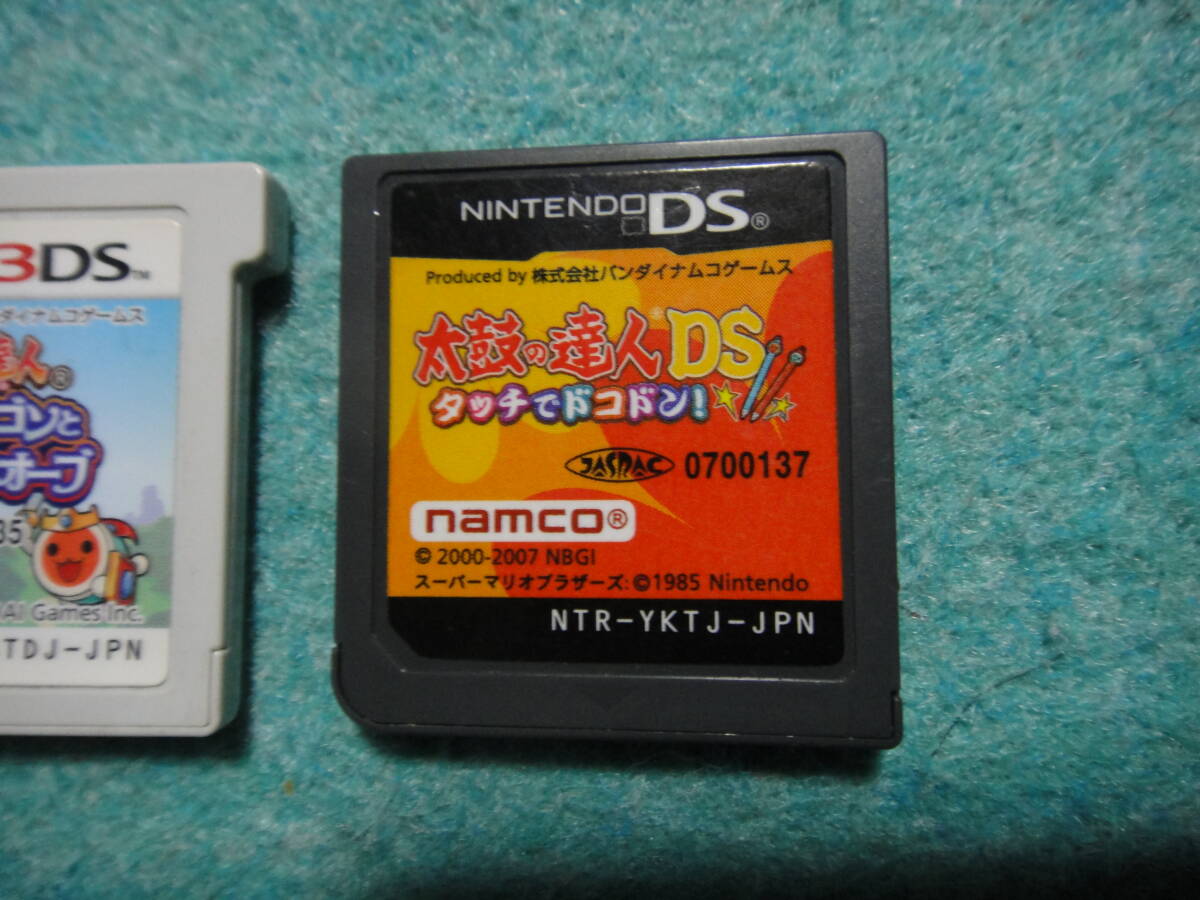 3DS™
ダイナムコゲームス
達人®
ゴンと
オーブ
35
AI Games Inc.
TDJ-JPN
NINTENDO DS®
Produced by 株式会社バンダイナムコゲームス
太鼓の達人DS
タッチでドコドン!
JASRAC 0700137
namco®
© 2000-2007 NBGI
スーパーマリオブラザーズ:©1985 Nintendo
NTR-YKTJ-JPN